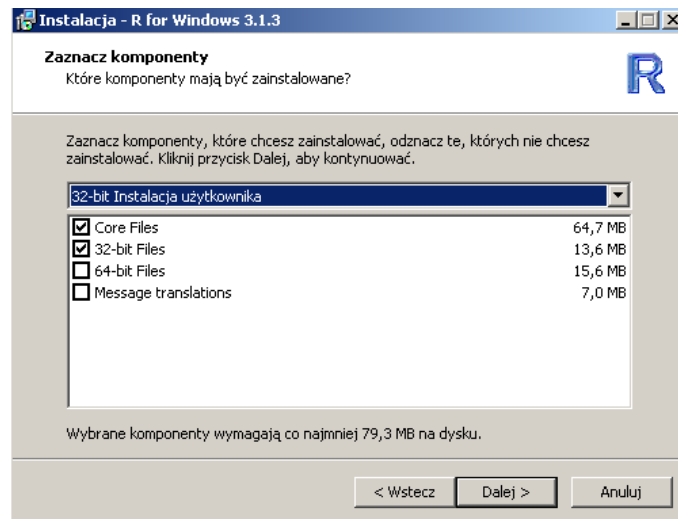 Instalacja - R for Windows 3.1.3
Zaznacz komponenty
Które komponenty mają być zainstalowane?
R
Zaznacz komponenty, które chcesz zainstalować, odznacz te, których nie chcesz
zainstalować. Kliknij przycisk Dalej, aby kontynuować.
32-bit Instalacja użytkownika
Core Files 64,7 MB
32-bit Files 13,6 MB
64-bit Files 15,6 MB
Message translations 7,0 MB
Wybrane komponenty wymagają co najmniej 79,3 MB na dysku.
< Wstecz Dalej > Anuluj